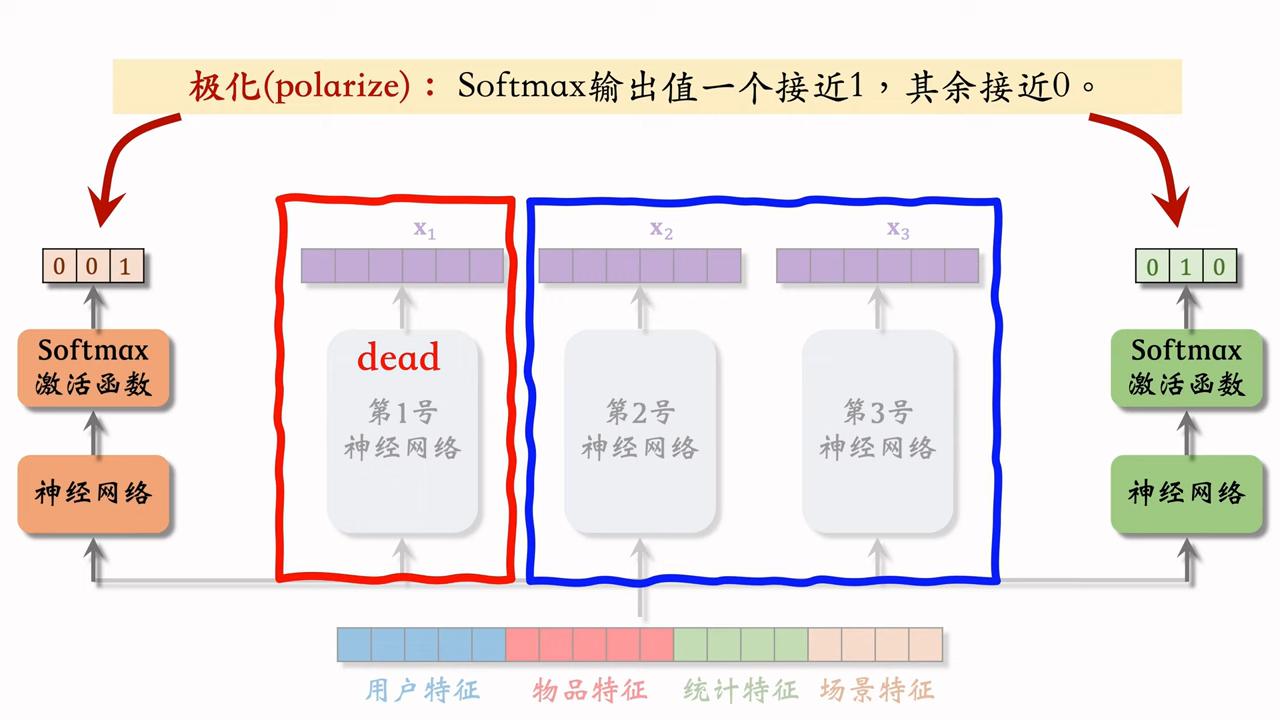 极化(polarize)：Softmax输出值一个接近1，其余接近0。
x₁
x₂
x₃
0 0 1
0 1 0
Softmax
激活函数
dead
第1号
神经网络
第2号
神经网络
第3号
神经网络
Softmax
激活函数
神经网络
神经网络
用户特征
物品特征
统计特征
场景特征